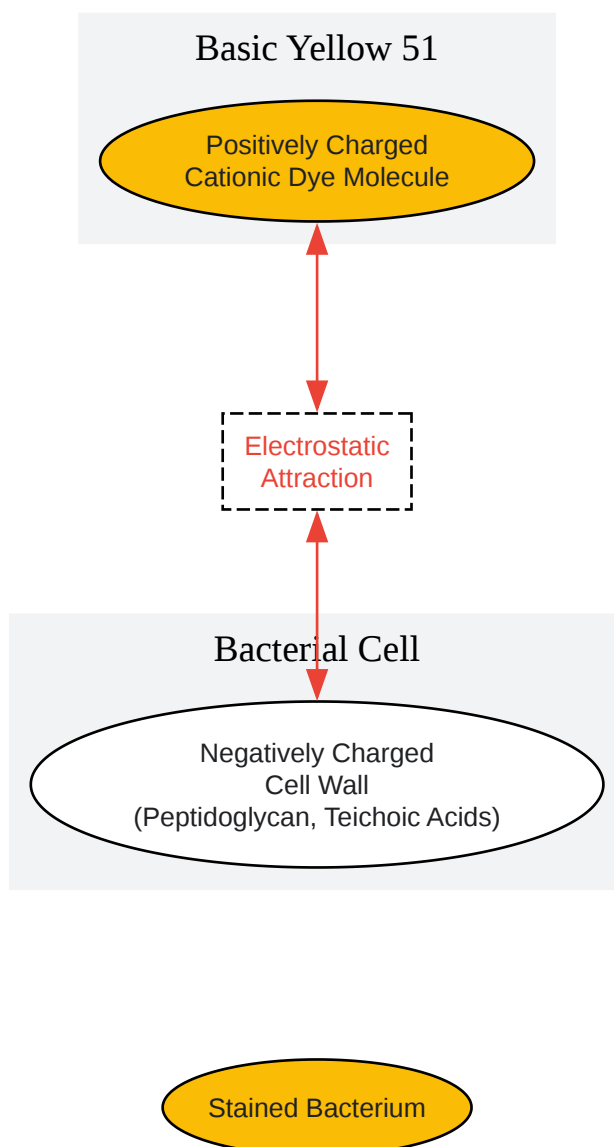 Basic Yellow 51
Positively Charged
Cationic Dye Molecule
Electrostatic
Attraction
Bacterial Cell
Negatively Charged
Cell Wall
(Peptidoglycan, Teichoic Acids)
Stained Bacterium